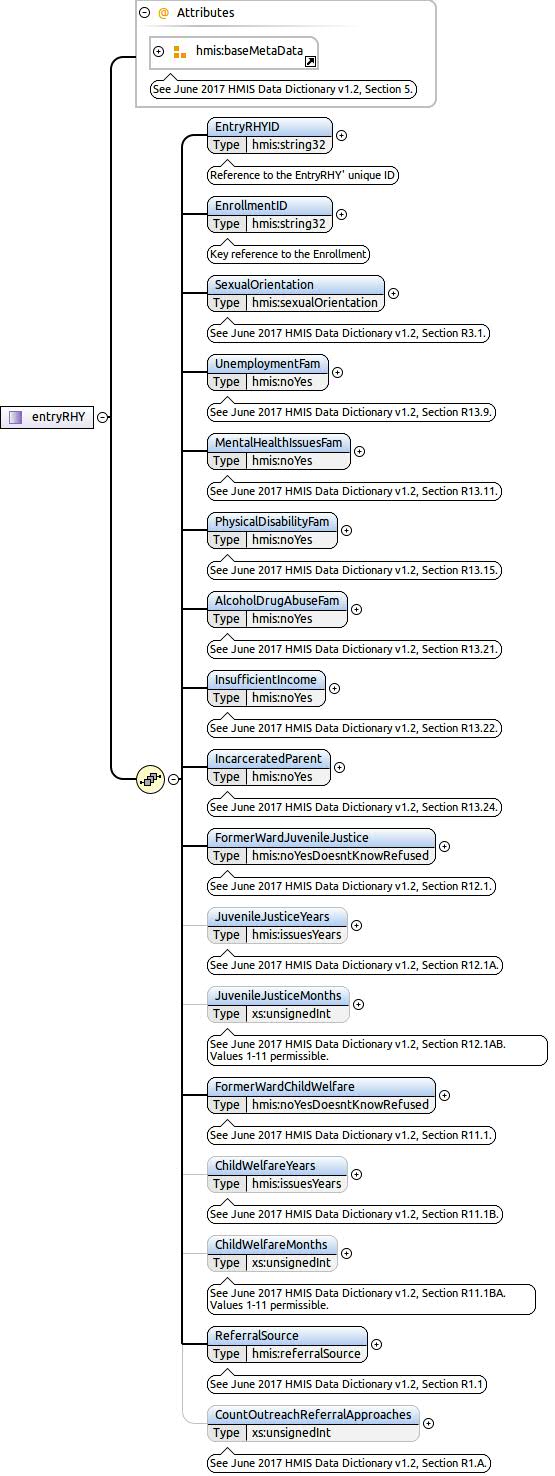 @ Attributes
hmis:baseMetaData
See June 2017 HMIS Data Dictionary v1.2, Section 5.
EntryRHYID
Type hmis:string32
Reference to the EntryRHY' unique ID
EnrollmentID
Type hmis:string32
Key reference to the Enrollment
SexualOrientation
Type hmis:sexualOrientation
See June 2017 HMIS Data Dictionary v1.2, Section R3.1.
UnemploymentFam
Type hmis:noYes
See June 2017 HMIS Data Dictionary v1.2, Section R13.9.
entryRHY
MentalHealthIssuesFam
Type hmis:noYes
See June 2017 HMIS Data Dictionary v1.2, Section R13.11.
PhysicalDisabilityFam
Type hmis:noYes
See June 2017 HMIS Data Dictionary v1.2, Section R13.15.
AlcoholDrugAbuseFam
Type hmis:noYes
See June 2017 HMIS Data Dictionary v1.2, Section R13.21.
InsufficientIncome
Type hmis:noYes
See June 2017 HMIS Data Dictionary v1.2, Section R13.22.
IncarceratedParent
Type hmis:noYes
See June 2017 HMIS Data Dictionary v1.2, Section R13.24.
FormerWardJuvenileJustice
Type hmis:noYesDoesntKnowRefused
See June 2017 HMIS Data Dictionary v1.2, Section R12.1.
JuvenileJusticeYears
Type hmis:issuesYears
See June 2017 HMIS Data Dictionary v1.2, Section R12.1A.
JuvenileJusticeMonths
Type xs:unsignedInt
See June 2017 HMIS Data Dictionary v1.2, Section R12.1AB.
Values 1-11 permissible.
FormerWardChildWelfare
Type hmis:noYesDoesntKnowRefused
See June 2017 HMIS Data Dictionary v1.2, Section R11.1.
ChildWelfareYears
Type hmis:issuesYears
See June 2017 HMIS Data Dictionary v1.2, Section R11.1B.
ChildWelfareMonths
Type xs:unsignedInt
See June 2017 HMIS Data Dictionary v1.2, Section R11.1BA.
Values 1-11 permissible.
ReferralSource
Type hmis:referralSource
See June 2017 HMIS Data Dictionary v1.2, Section R1.1
CountOutreachReferralApproaches
Type xs:unsignedInt
See June 2017 HMIS Data Dictionary v1.2, Section R1.A.